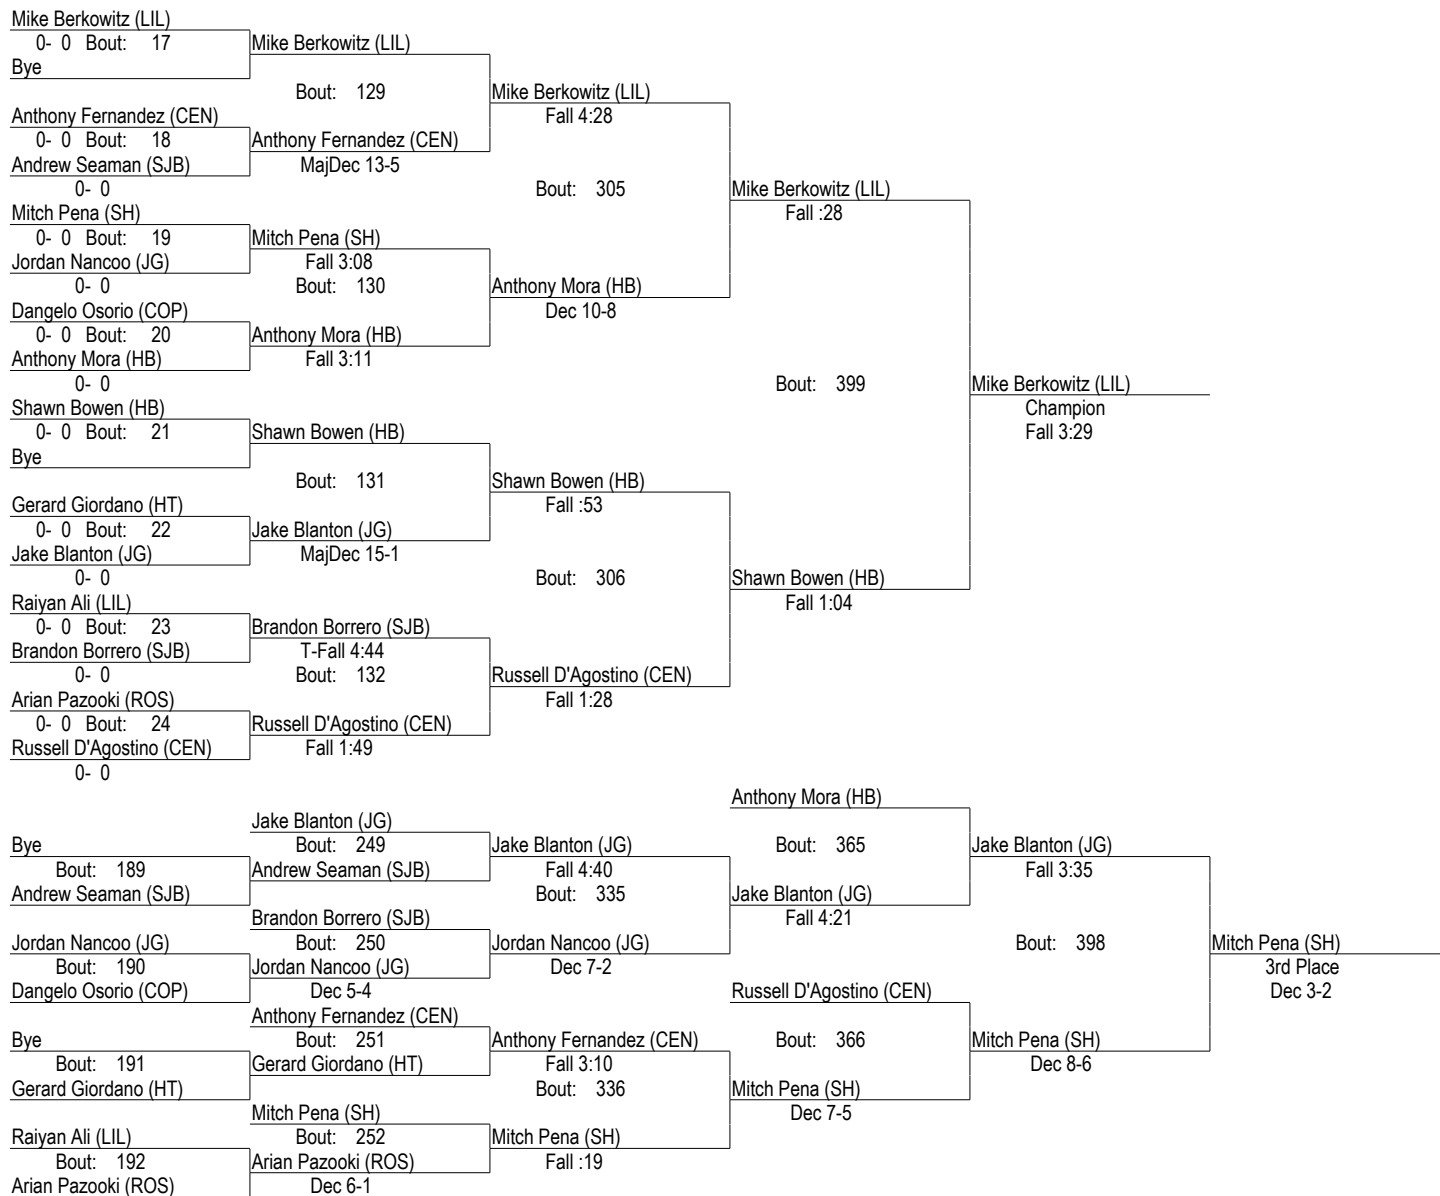 Mike Berkowitz (LIL)
0- 0 Bout: 17
Bye
Mike Berkowitz (LIL)
Bout: 129
Anthony Fernandez (CEN)
0- 0 Bout: 18
Andrew Seaman (SJB)
0- 0
Anthony Fernandez (CEN)
MajDec 13-5
Mike Berkowitz (LIL)
Fall 4:28
Bout: 305
Mitch Pena (SH)
0- 0 Bout: 19
Jordan Nancoo (JG)
0- 0
Mitch Pena (SH)
Fall 3:08
Bout: 130
Dangelo Osorio (COP)
0- 0 Bout: 20
Anthony Mora (HB)
0- 0
Anthony Mora (HB)
Fall 3:11
Anthony Mora (HB)
Dec 10-8
Mike Berkowitz (LIL)
Fall :28
Bout: 399
Mike Berkowitz (LIL)
Champion
Fall 3:29
Shawn Bowen (HB)
0- 0 Bout: 21
Bye
Shawn Bowen (HB)
Bout: 131
Gerard Giordano (HT)
0- 0 Bout: 22
Jake Blanton (JG)
0- 0
Jake Blanton (JG)
MajDec 15-1
Shawn Bowen (HB)
Fall :53
Bout: 306
Raiyan Ali (LIL)
0- 0 Bout: 23
Brandon Borrero (SJB)
0- 0
Brandon Borrero (SJB)
T-Fall 4:44
Bout: 132
Arian Pazooki (ROS)
0- 0 Bout: 24
Russell D'Agostino (CEN)
0- 0
Russell D'Agostino (CEN)
Fall 1:49
Russell D'Agostino (CEN)
Fall 1:28
Shawn Bowen (HB)
Fall 1:04
Bye
Bout: 189
Andrew Seaman (SJB)
Jake Blanton (JG)
Bout: 249
Andrew Seaman (SJB)
Jake Blanton (JG)
Fall 4:40
Bout: 335
Jordan Nancoo (JG)
Bout: 190
Dangelo Osorio (COP)
Brandon Borrero (SJB)
Bout: 250
Jordan Nancoo (JG)
Dec 5-4
Jordan Nancoo (JG)
Dec 7-2
Anthony Mora (HB)
Bout: 365
Jake Blanton (JG)
Fall 4:21
Jake Blanton (JG)
Fall 3:35
Bout: 398
Mitch Pena (SH)
3rd Place
Dec 3-2
Bye
Bout: 191
Gerard Giordano (HT)
Anthony Fernandez (CEN)
Bout: 251
Gerard Giordano (HT)
Anthony Fernandez (CEN)
Fall 3:10
Bout: 336
Raiyan Ali (LIL)
Bout: 192
Arian Pazooki (ROS)
Mitch Pena (SH)
Bout: 252
Arian Pazooki (ROS)
Dec 6-1
Mitch Pena (SH)
Fall :19
Russell D'Agostino (CEN)
Bout: 366
Mitch Pena (SH)
Dec 7-5
Mitch Pena (SH)
Dec 8-6